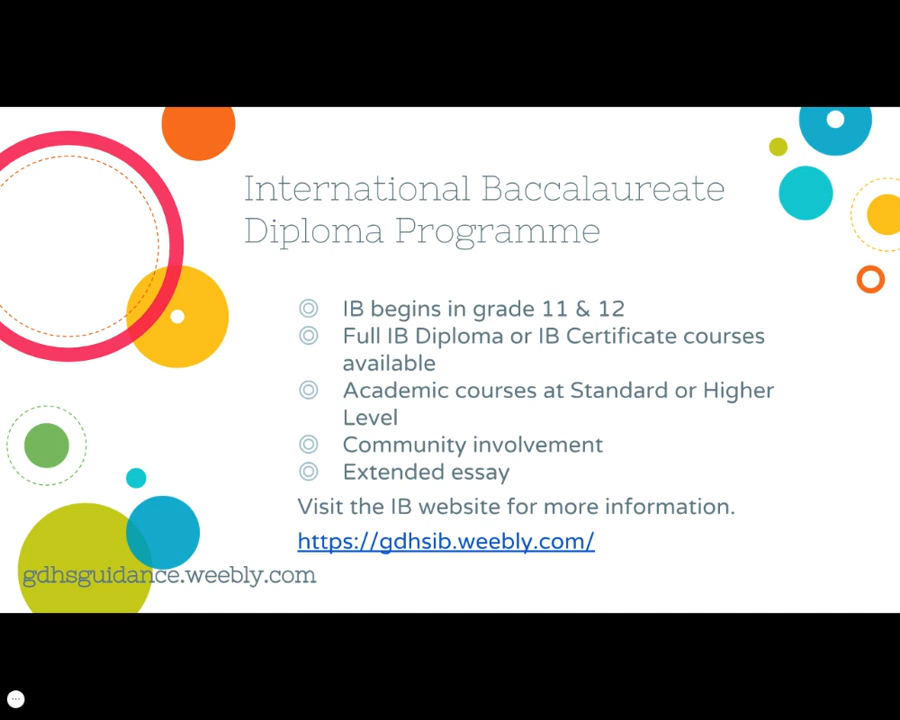 International Baccalaureate
Diploma Programme
IB begins in grade 11 & 12
Full IB Diploma or IB Certificate courses
available
Academic courses at Standard or Higher
Level
Community involvement
Extended essay
Visit the IB website for more information.
https://gdhsib.weebly.com/
gdhsguidance.weebly.com